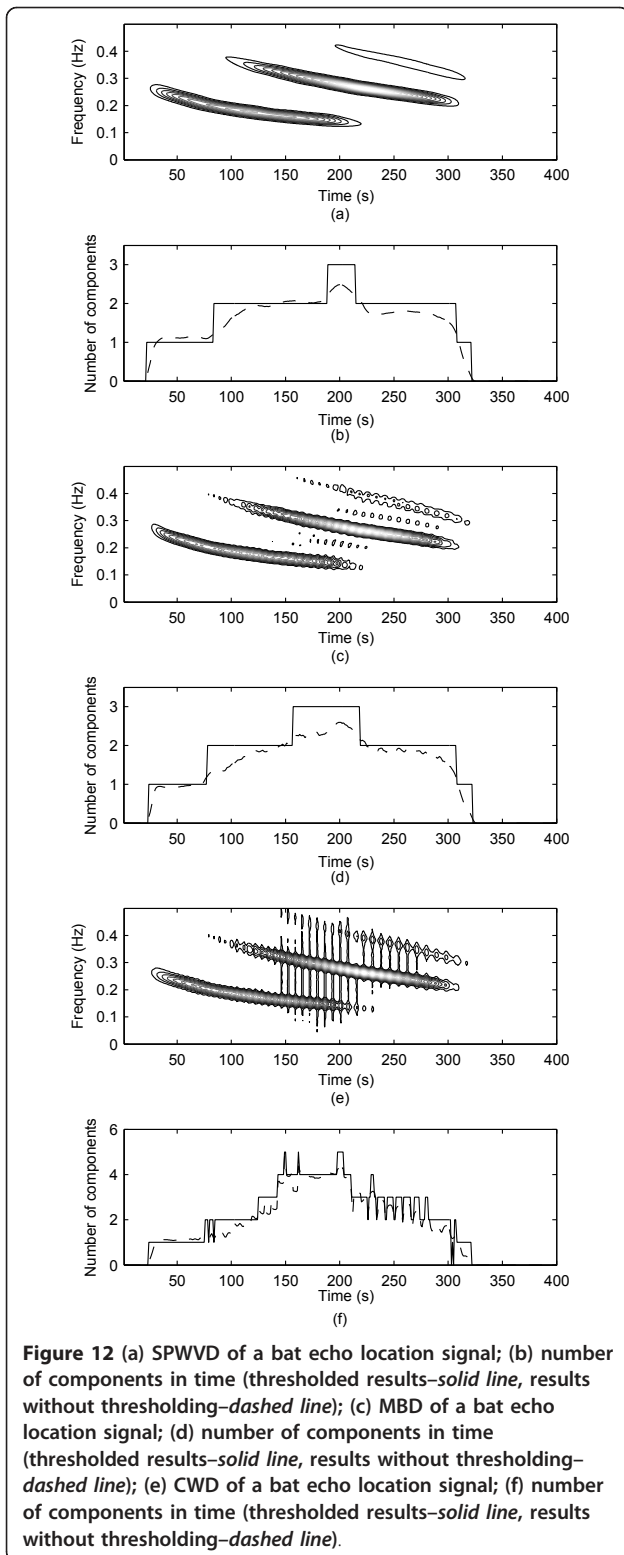 0.4
0.3
0.2
0.1
0
Frequency (Hz)
50 100 150 200 250 300 350 400
Time (s)
(a)
3
2
1
0
Number of components
50 100 150 200 250 300 350 400
Time (s)
(b)
0.4
0.3
0.2
0.1
0
Frequency (Hz)
50 100 150 200 250 300 350 400
Time (s)
(c)
3
2
1
0
Number of components
50 100 150 200 250 300 350 400
Time (s)
(d)
0.4
0.3
0.2
0.1
0
Frequency (Hz)
50 100 150 200 250 300 350 400
Time (s)
(e)
6
4
2
0
Number of components
50 100 150 200 250 300 350 400
Time (s)
(f)
Figure 12 (a) SPWVD of a bat echo location signal; (b) number
of components in time (thresholded results–solid line, results
without thresholding–dashed line); (c) MBD of a bat echo
location signal; (d) number of components in time
(thresholded results–solid line, results without thresholding–
dashed line); (e) CWD of a bat echo location signal; (f) number
of components in time (thresholded results–solid line, results
without thresholding–dashed line).